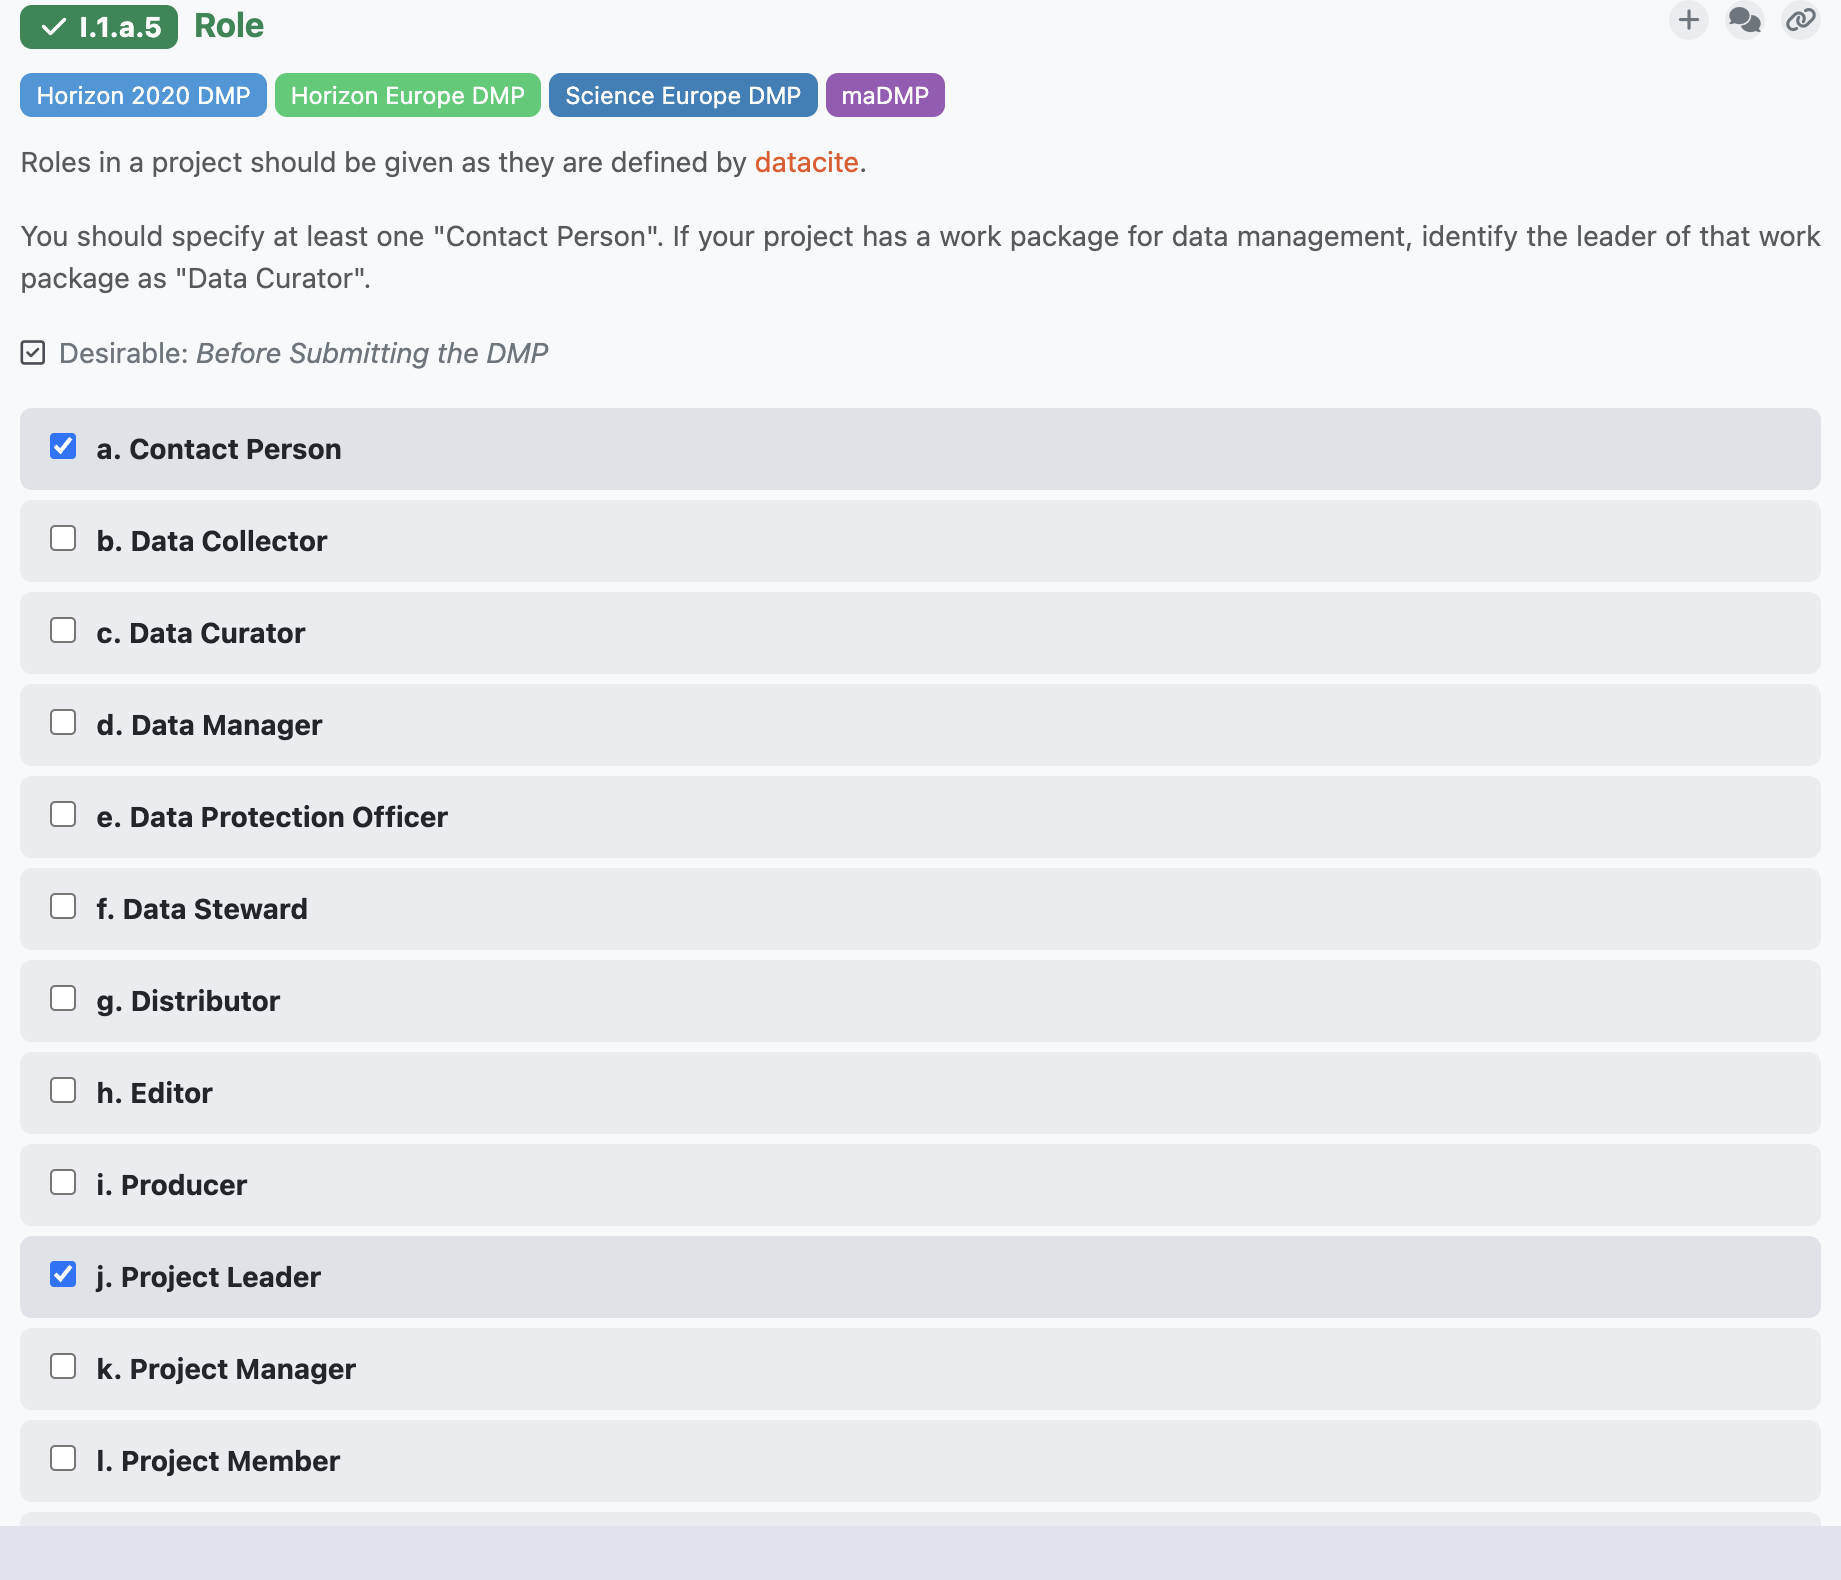 I.1.a.5 Role
Horizon 2020 DMP Horizon Europe DMP Science Europe DMP maDMP
Roles in a project should be given as they are defined by datacite.
You should specify at least one "Contact Person". If your project has a work package for data management, identify the leader of that work
package as "Data Curator".
Desirable: Before Submitting the DMP
a. Contact Person
b. Data Collector
c. Data Curator
d. Data Manager
e. Data Protection Officer
f. Data Steward
g. Distributor
h. Editor
i. Producer
j. Project Leader
k. Project Manager
l. Project Member